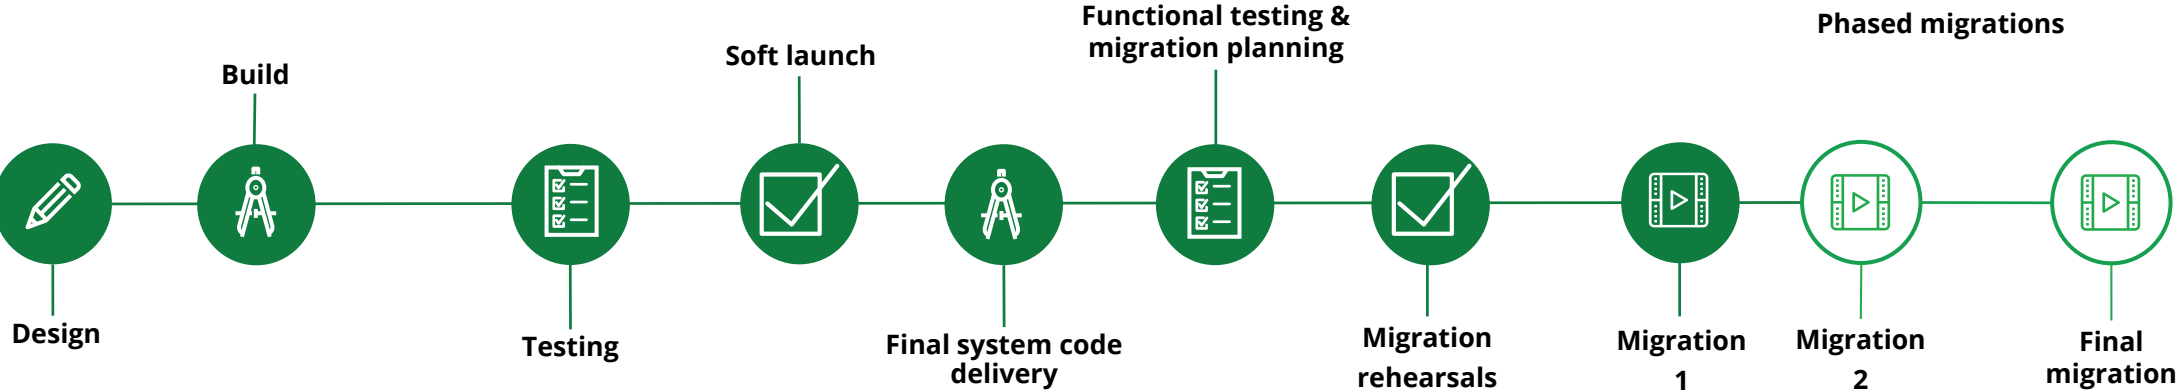 Design
Build
Testing
Soft launch
Final system code
delivery
Functional testing &
migration planning
Migration
rehearsals
Phased migrations
Migration
1
Migration
2
Final
migration